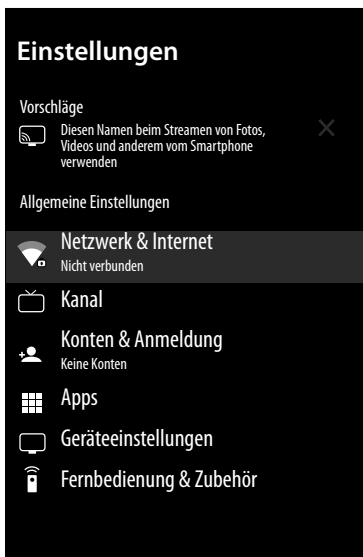 Einstellungen
Vorschläge
Diesen Namen beim Streamen von Fotos,
Videos und anderem vom Smartphone
verwenden
Allgemeine Einstellungen
Netzwerk & Internet
Nicht verbunden
Kanal
Konten & Anmeldung
Keine Konten
Apps
Geräteeinstellungen
Fernbedienung & Zubehör